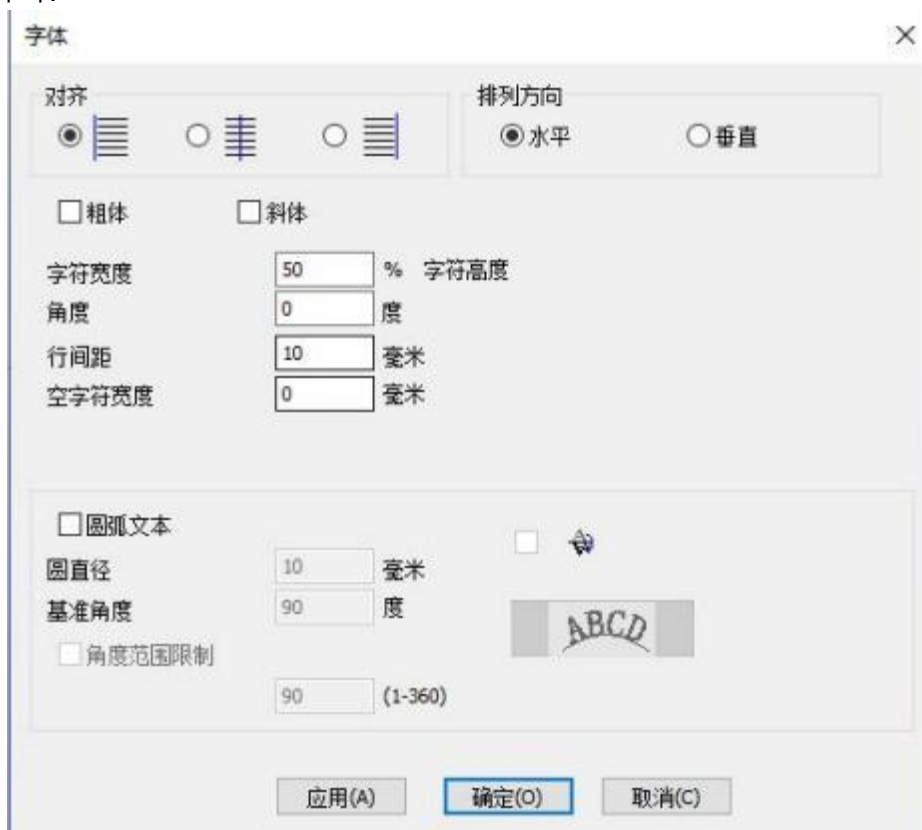 字体
对齐
排列方向
水平
垂直
粗体
斜体
字符宽度 50 % 字符高度
角度 0 度
行间距 10 毫米
空字符宽度 0 毫米
圆弧文本
圆直径 10 毫米
基准角度 90 度
ABCD
角度范围限制
90 (1-360)
应用(A) 确定(O) 取消(C)